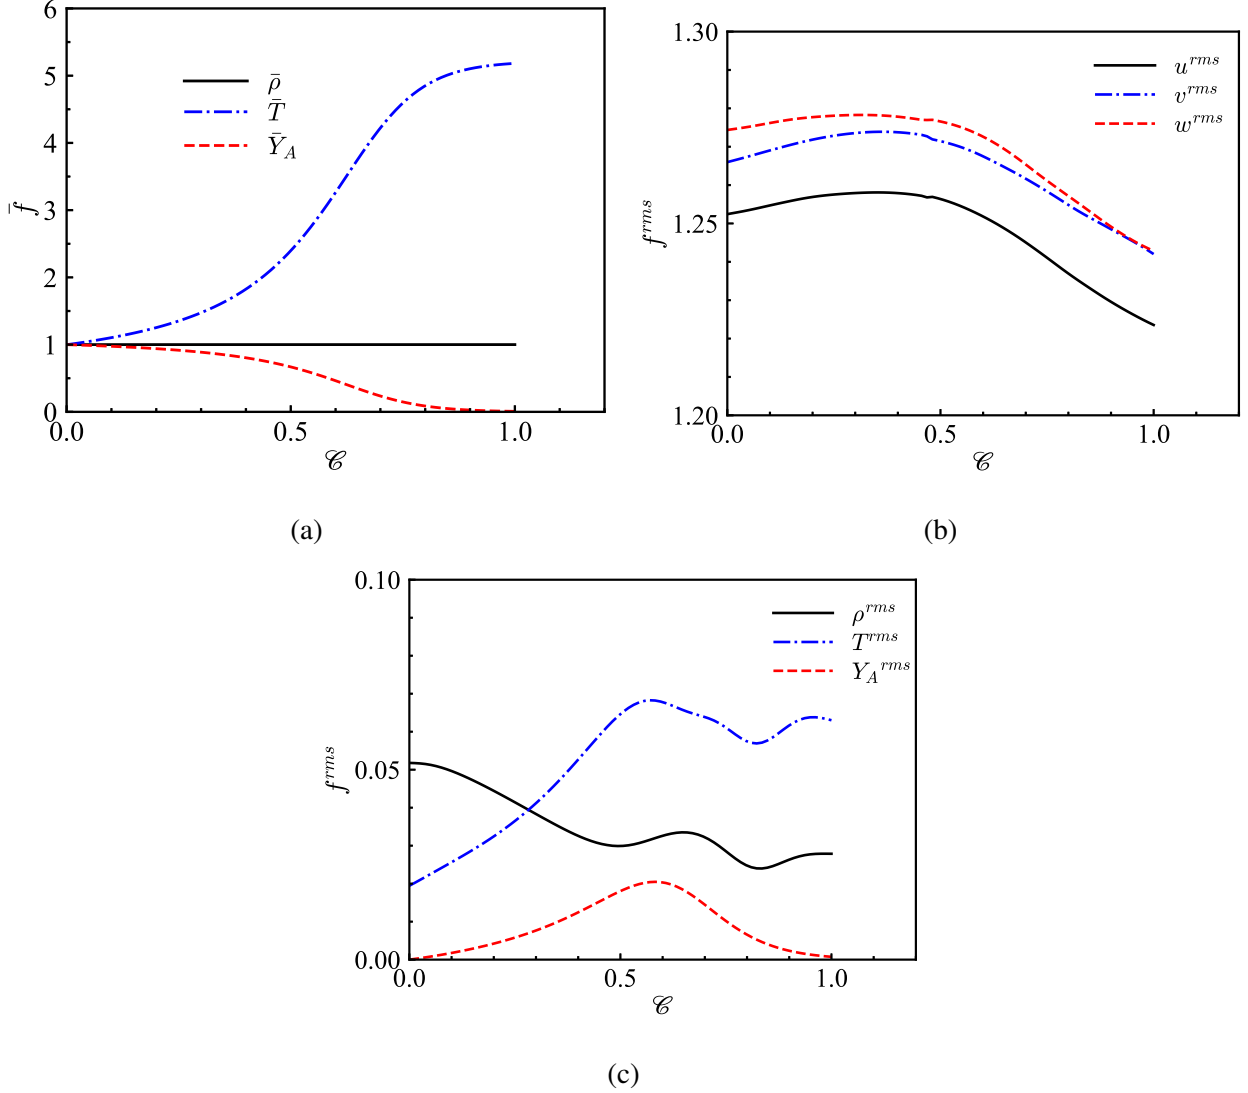 6
5
4
3
2
1
0
0.0 0.5 1.0
f̄
𝒞
ρ̄
T̄
Ȳ_A
(a)
1.30
1.25
1.20
0.0 0.5 1.0
f^{rms}
𝒞
u^{rms}
v^{rms}
w^{rms}
(b)
0.10
0.05
0.00
0.0 0.5 1.0
f^{rms}
𝒞
ρ^{rms}
T^{rms}
Y_A^{rms}
(c)